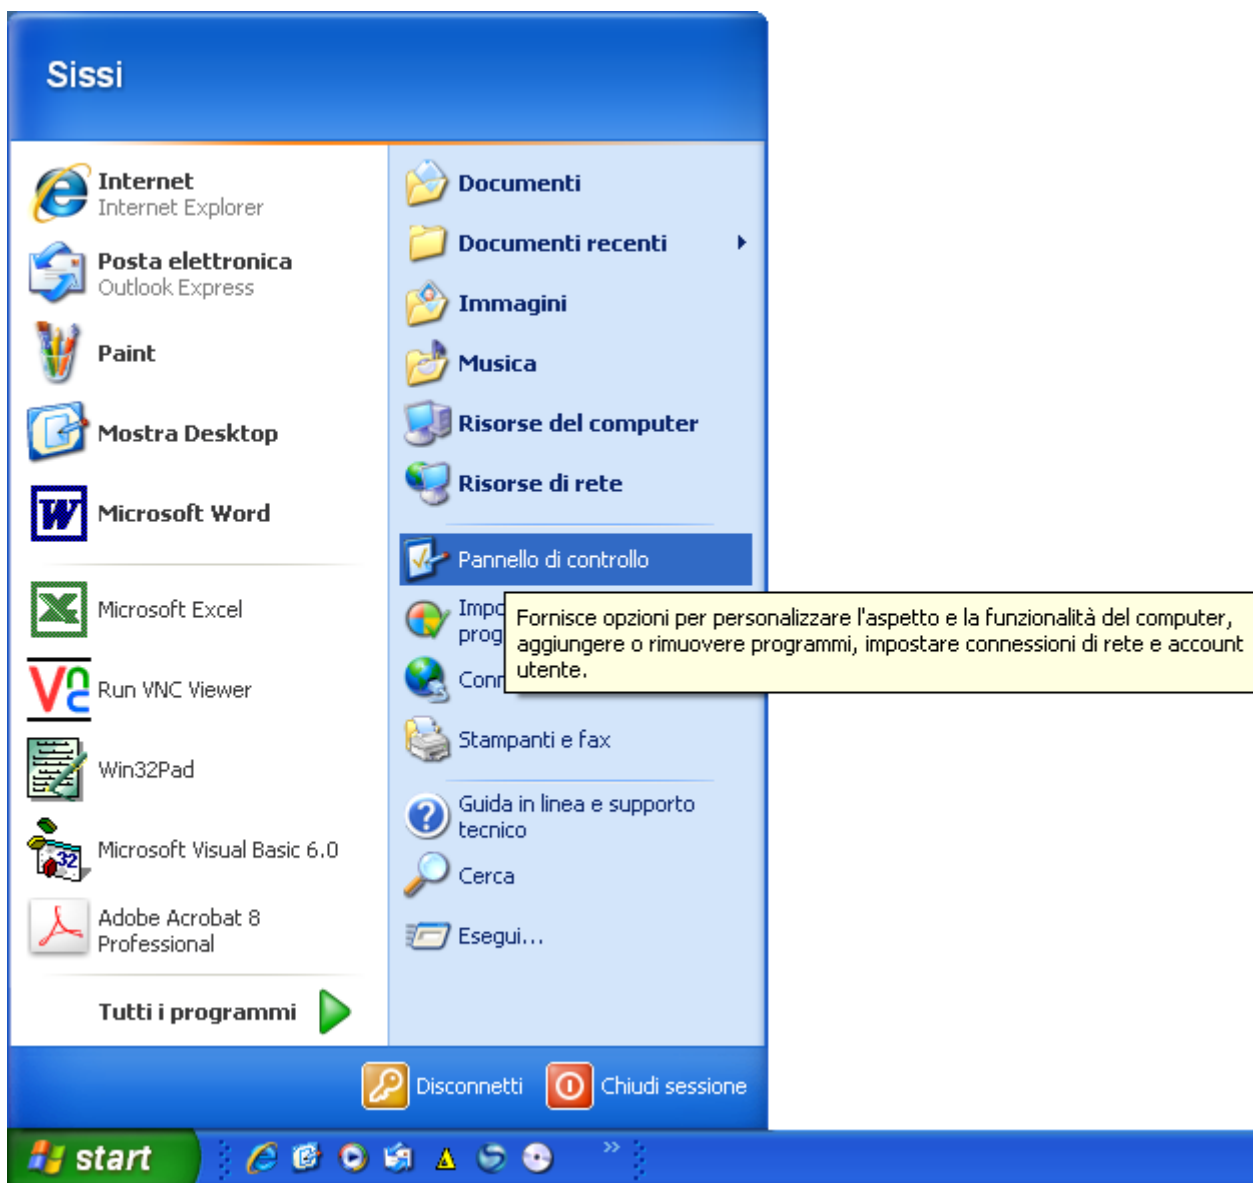 Sissi
Internet
Internet Explorer
Posta elettronica
Outlook Express
Paint
Mostra Desktop
Microsoft Word
Microsoft Excel
Run VNC Viewer
Win32Pad
Microsoft Visual Basic 6.0
Adobe Acrobat 8
Professional
Tutti i programmi
Documenti
Documenti recenti
Immagini
Musica
Risorse del computer
Risorse di rete
Pannello di controllo
Fornisce opzioni per personalizzare l'aspetto e la funzionalità del computer,
aggiungere o rimuovere programmi, impostare connessioni di rete e account
utente.
Stampanti e fax
Guida in linea e supporto
tecnico
Cerca
Esegui...
Disconnetti
Chiudi sessione
start